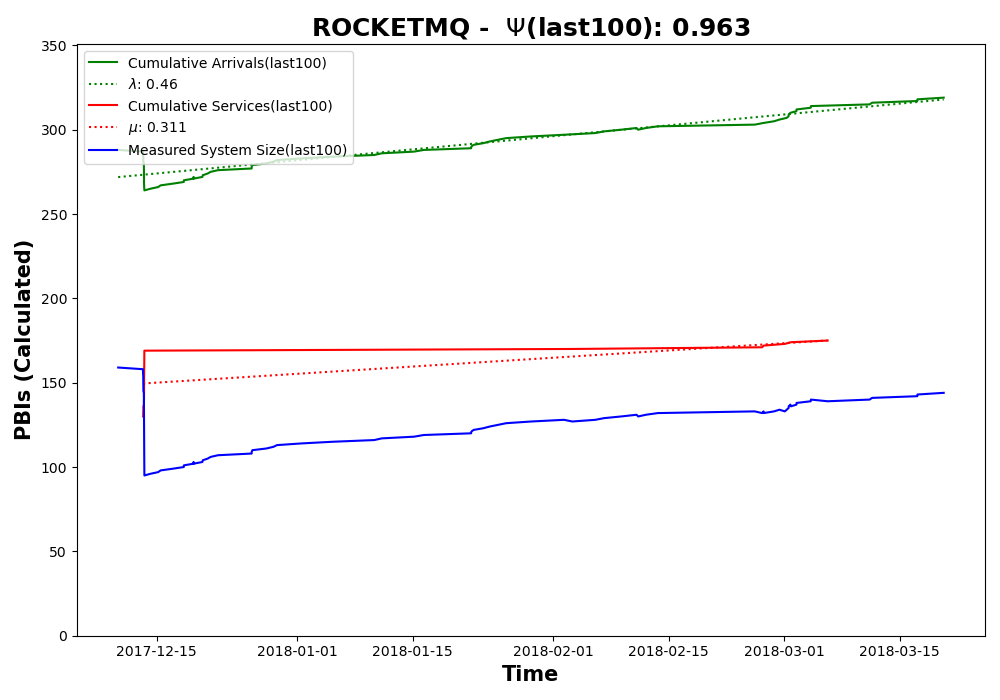 ROCKETMQ - Ψ(last100): 0.963
350
300
250
200
150
100
50
0
PBIs (Calculated)
Cumulative Arrivals(last100)
λ: 0.46
Cumulative Services(last100)
μ: 0.311
Measured System Size(last100)
2017-12-15
2018-01-01
2018-01-15
2018-02-01
2018-02-15
2018-03-01
2018-03-15
Time